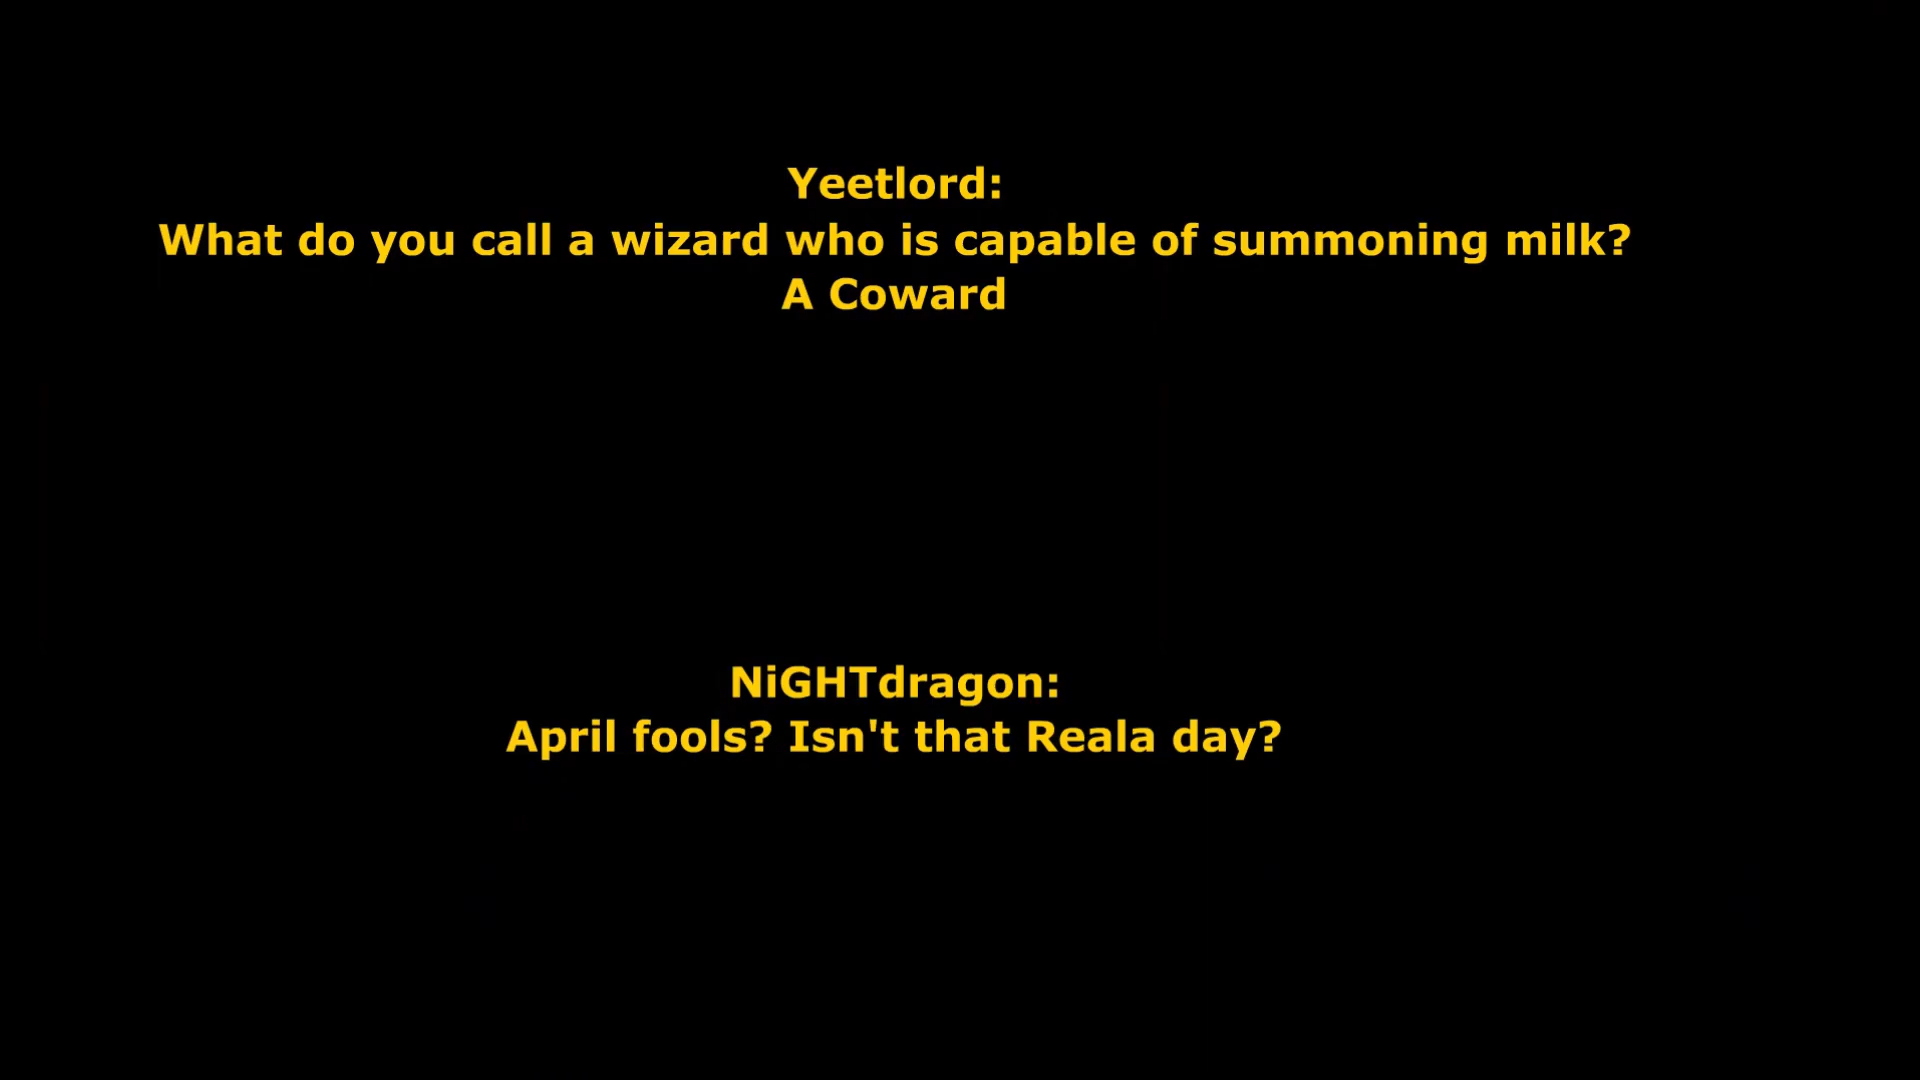 Yeetlord:
What do you call a wizard who is capable of summoning milk?
A Coward
NiGHTdragon:
April fools? Isn't that Reala day?